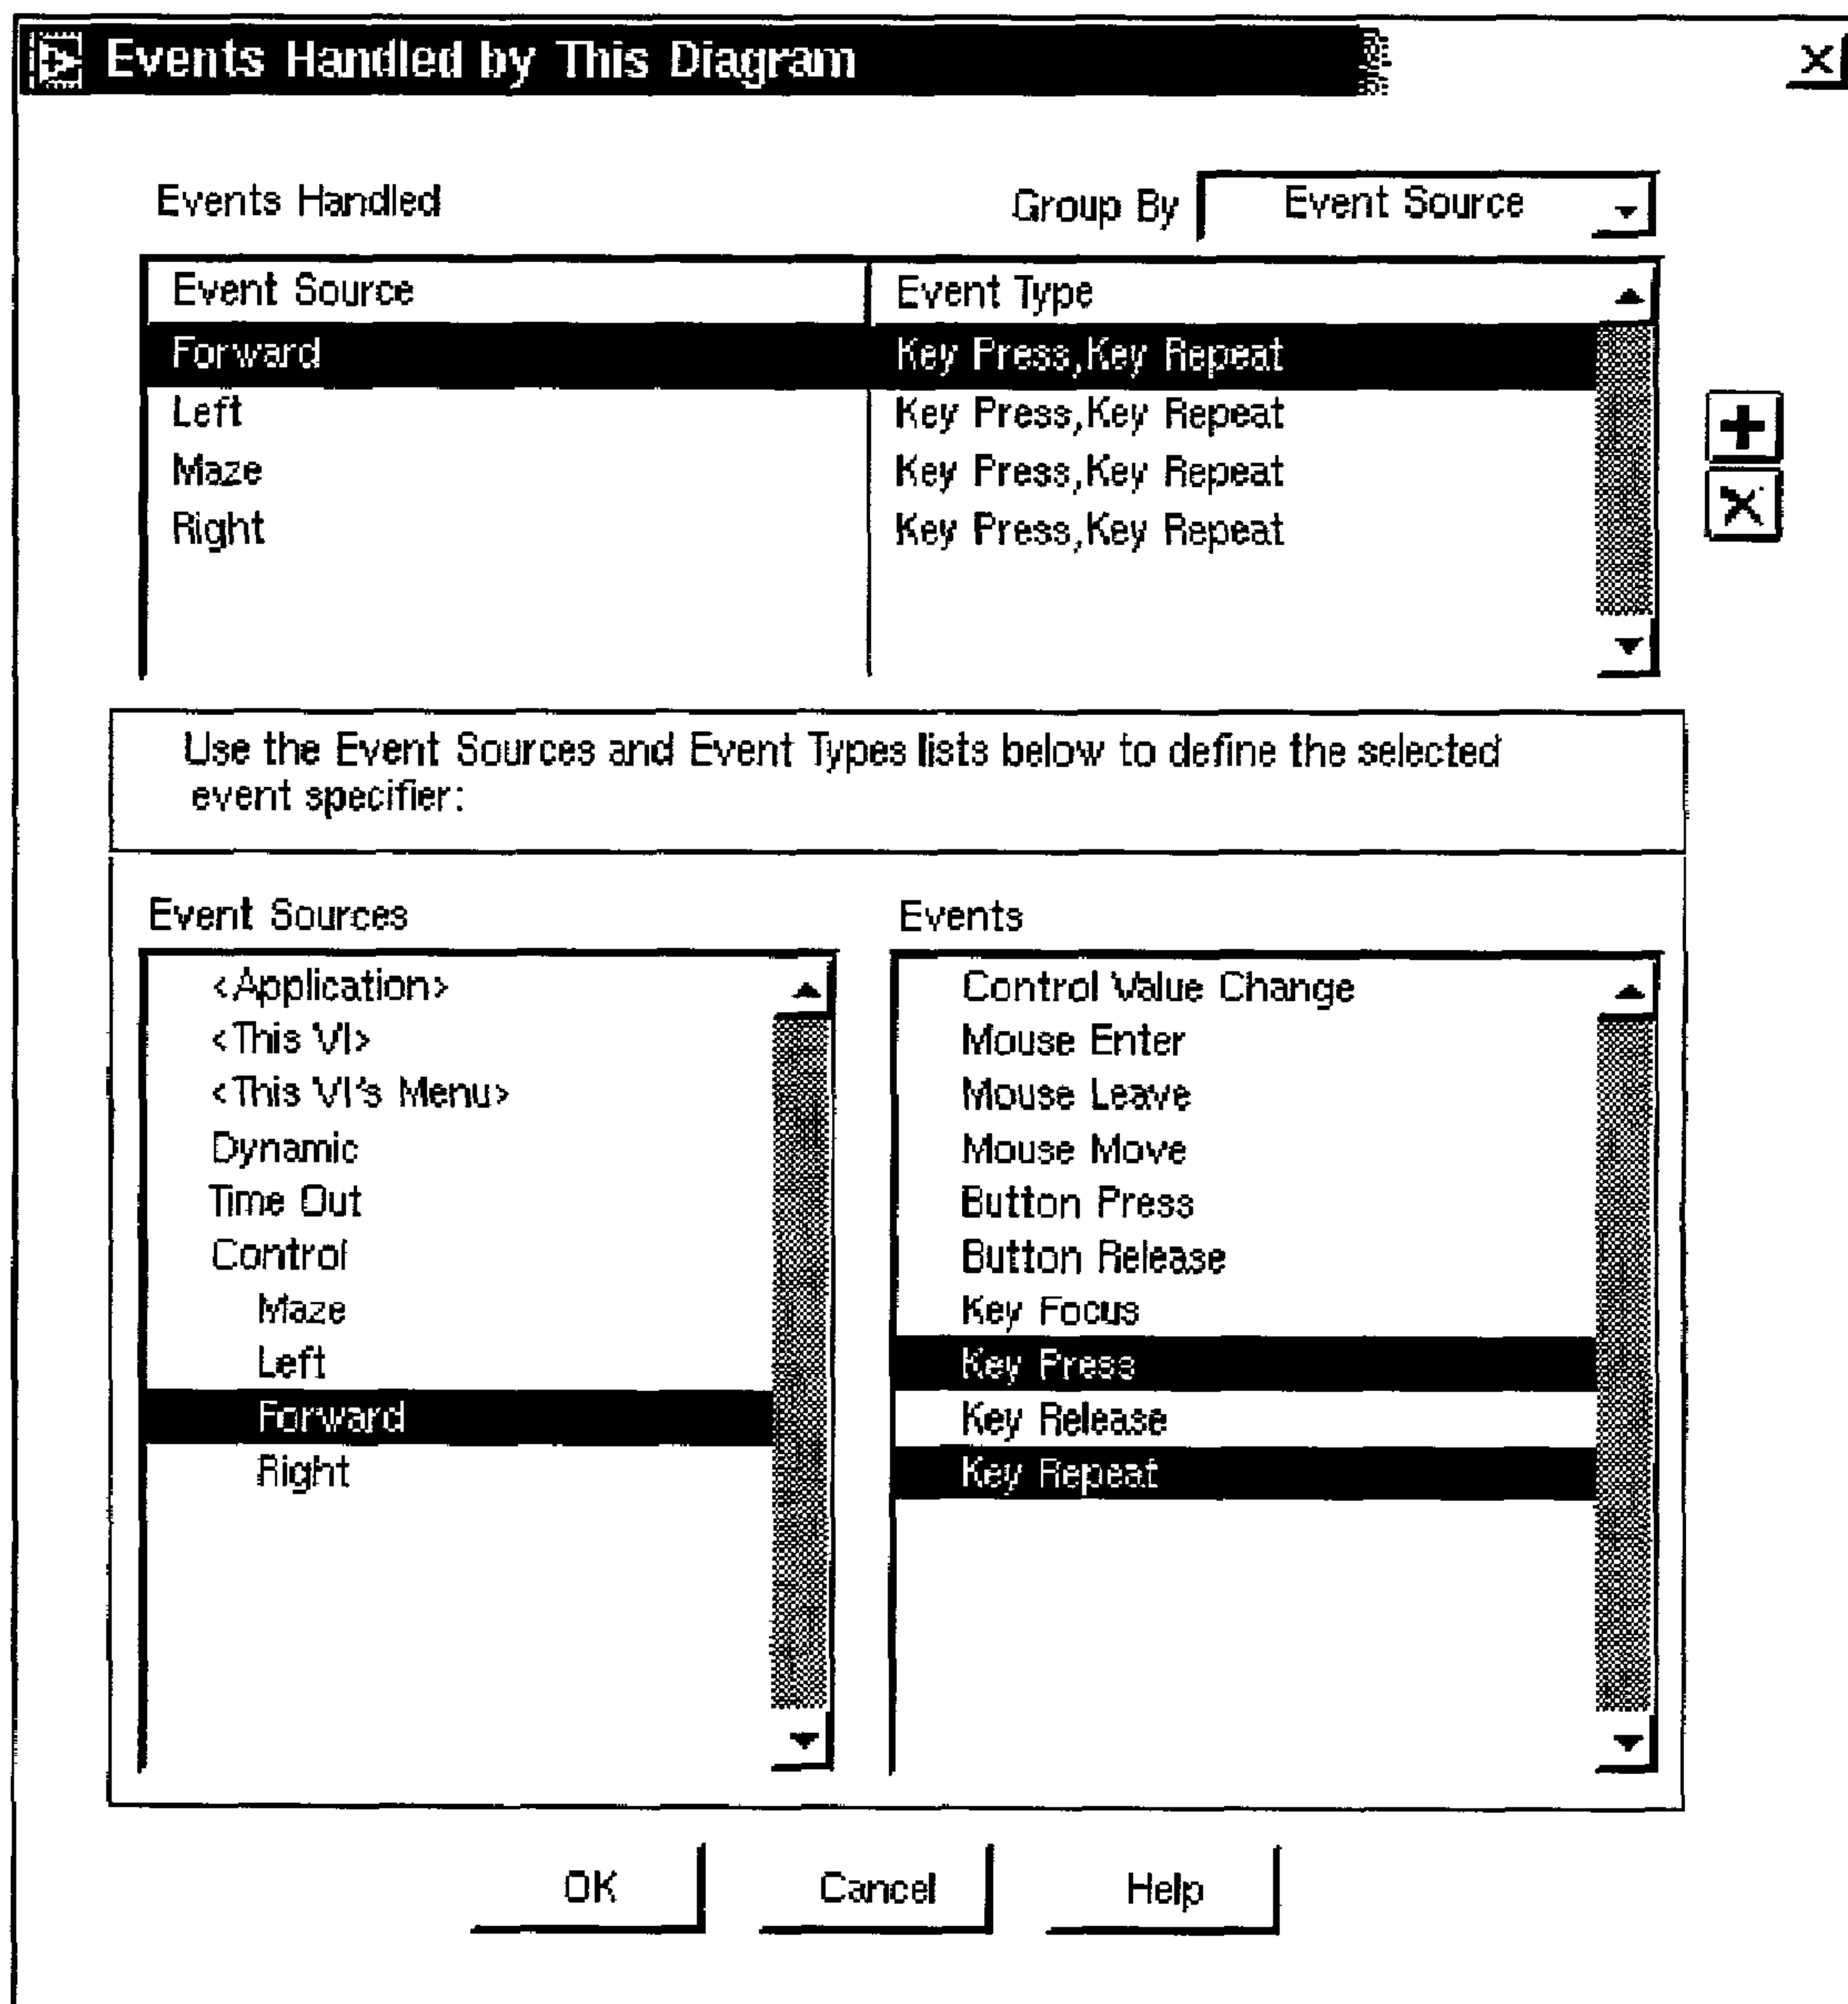 Events Handled by This Diagram
Events Handled
Group By Event Source
Event Source Event Type
Forward Key Press,Key Repeat
Left Key Press,Key Repeat
Maze Key Press,Key Repeat
Right Key Press,Key Repeat
Use the Event Sources and Event Types lists below to define the selected
event specifier:
Event Sources
<Application>
<This VI>
<This VI's Menu>
Dynamic
Time Out
Control
Maze
Left
Forward
Right
Events
Control Value Change
Mouse Enter
Mouse Leave
Mouse Move
Button Press
Button Release
Key Focus
Key Press
Key Release
Key Repeat
OK Cancel Help